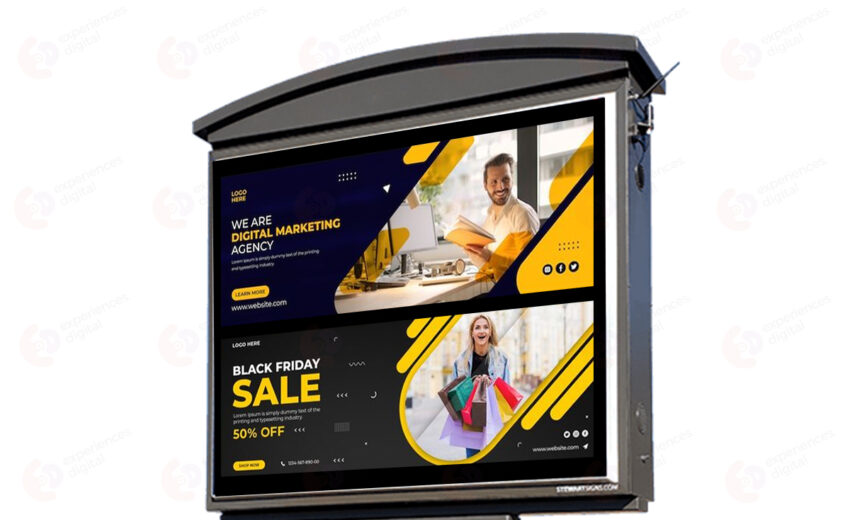 experiences
digital
LOGO
HERE
WE ARE
DIGITAL MARKETING
AGENCY
Lorem Ipsum is simply dummy text of the printing
and typesetting industry.
LEARN MORE
www.website.com
LOGO HERE
BLACK FRIDAY
SALE
Lorem Ipsum is simply dummy text of the
printing and typesetting industry.
50% OFF
SHOP NOW
1234-567-890-00
www.website.com
STEWARTSIGNS.COM